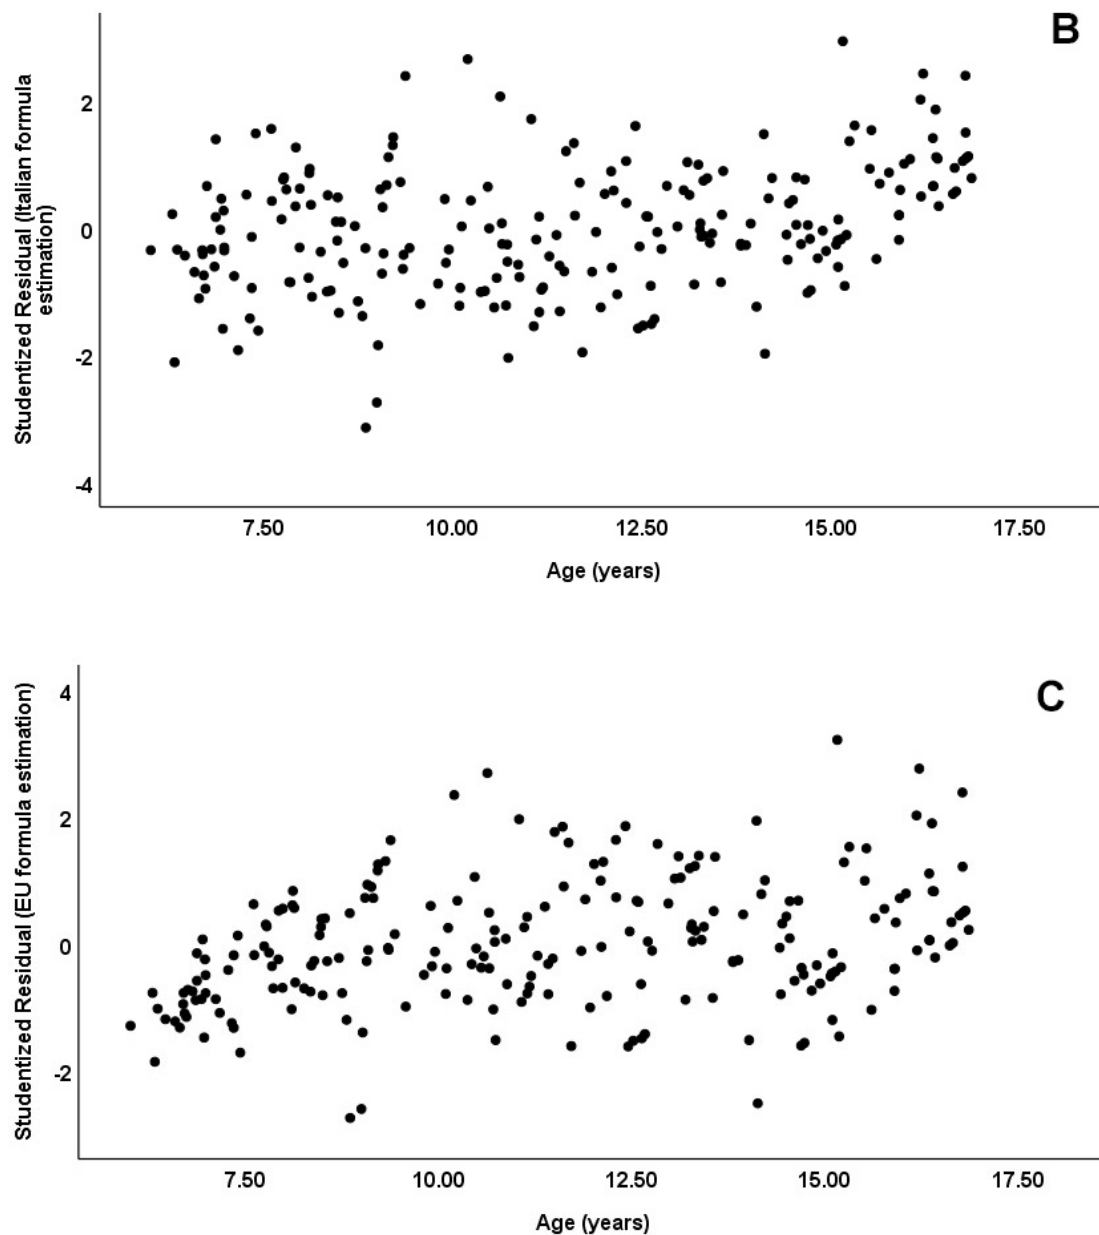 B
Studentized Residual (Italian formula
estimation)
2
0
-2
-4
7.50 10.00 12.50 15.00 17.50
Age (years)
C
Studentized Residual (EU formula estimation)
4
2
0
-2
7.50 10.00 12.50 15.00 17.50
Age (years)